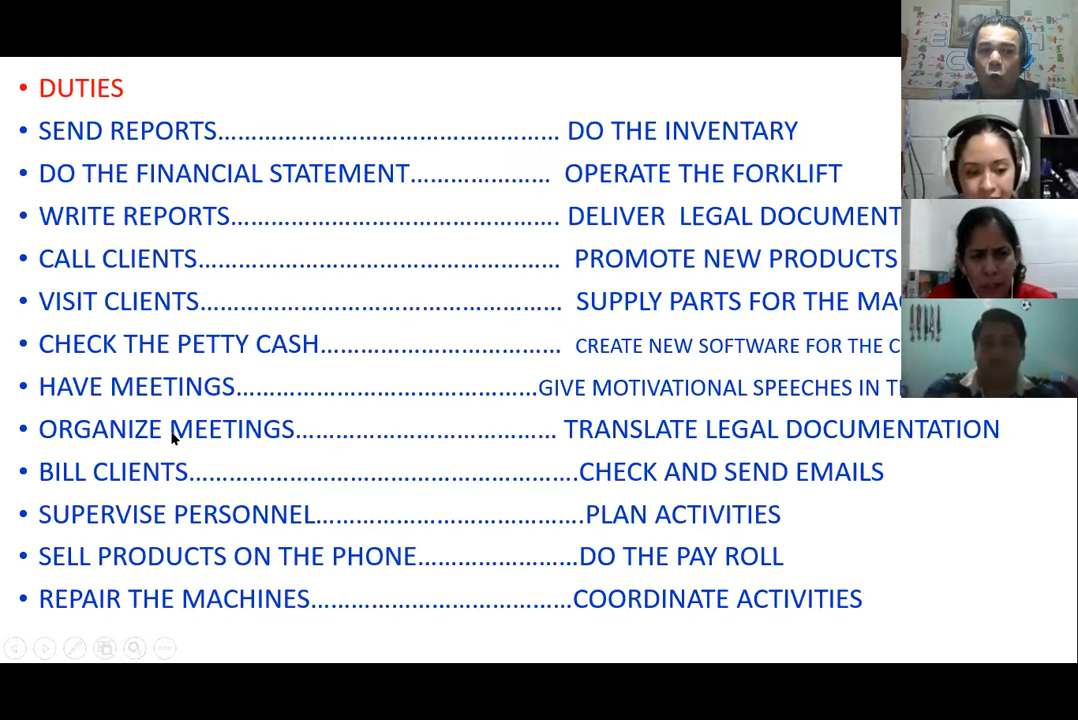 • DUTIES
• SEND REPORTS……………………………………………. DO THE INVENTARY
• DO THE FINANCIAL STATEMENT………………… OPERATE THE FORKLIFT
• WRITE REPORTS…………………………………………. DELIVER LEGAL DOCUMENT
• CALL CLIENTS……………………………………………… PROMOTE NEW PRODUCTS
• VISIT CLIENTS……………………………………………… SUPPLY PARTS FOR THE
• CHECK THE PETTY CASH……………………………… CREATE NEW SOFTWARE FOR THE
• HAVE MEETINGS………………………………………GIVE MOTIVATIONAL SPEECHES IN
• ORGANIZE MEETINGS………………………………… TRANSLATE LEGAL DOCUMENTATION
• BILL CLIENTS………………………………………………….CHECK AND SEND EMAILS
• SUPERVISE PERSONNEL………………………………….PLAN ACTIVITIES
• SELL PRODUCTS ON THE PHONE…………………..DO THE PAY ROLL
• REPAIR THE MACHINES…………………………………COORDINATE ACTIVITIES